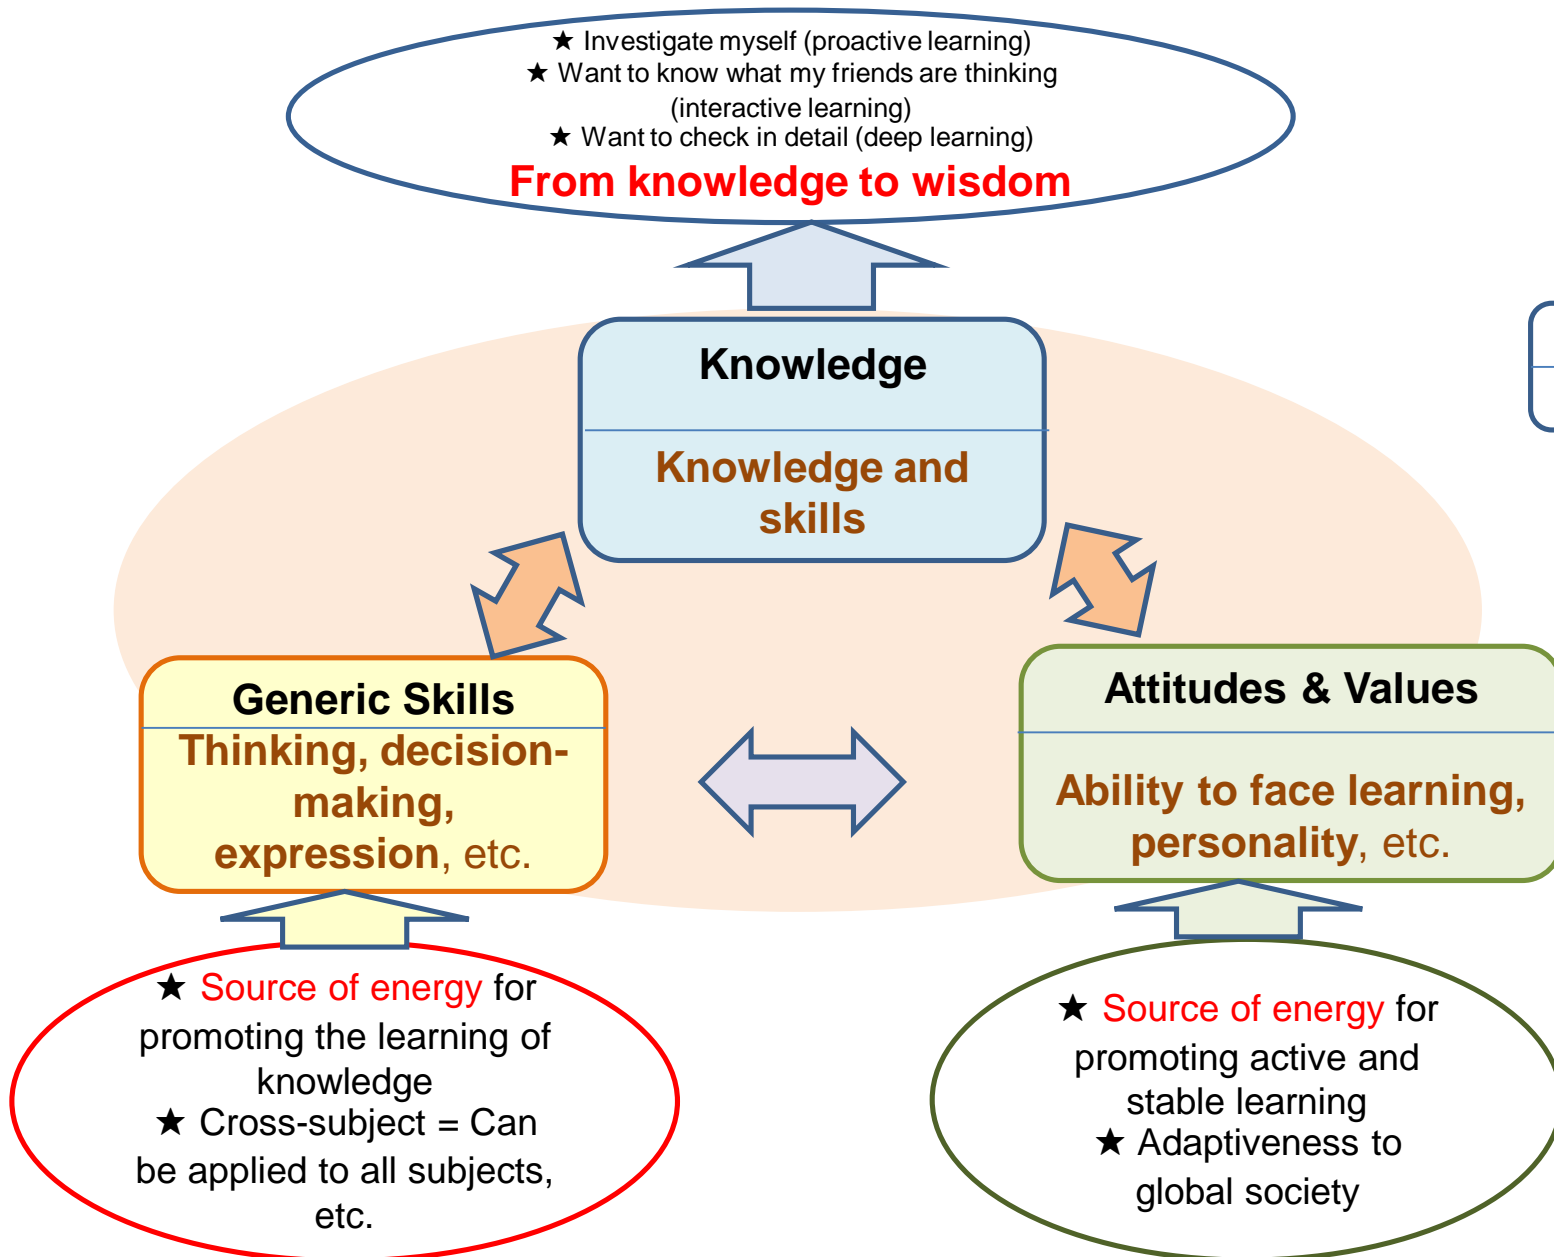 ★ Investigate myself (proactive learning)
★ Want to know what my friends are thinking
(interactive learning)
★ Want to check in detail (deep learning)
From knowledge to wisdom
Knowledge
Knowledge and
skills
Generic Skills
Thinking, decision-
making,
expression, etc.
Attitudes & Values
Ability to face learning,
personality, etc.
★ Source of energy for
promoting the learning of
knowledge
★ Cross-subject = Can
be applied to all subjects,
etc.
★ Source of energy for
promoting active and
stable learning
★ Adaptiveness to
global society